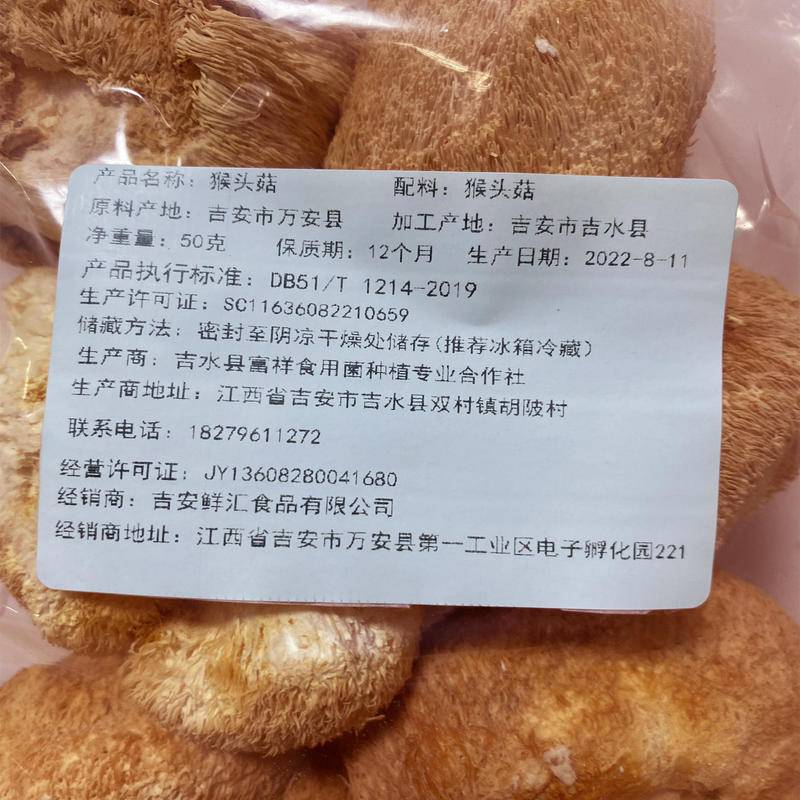 产品名称：猴头菇 配料：猴头菇
原料产地：吉安市万安县 加工产地：吉安市吉水县
净重量：50克 保质期：12个月 生产日期：2022-8-11
产品执行标准：DB51/T 1214-2019
生产许可证：SC11636082210659
储藏方法：密封至阴凉干燥处储存(推荐冰箱冷藏)
生产商：吉水县富祥食用菌种植专业合作社
生产商地址：江西省吉安市吉水县双村镇胡陂村
联系电话：18279611272
经营许可证：JY13608280041680
经销商：吉安鲜汇食品有限公司
经销商地址：江西省吉安市万安县第一工业区电子孵化园221